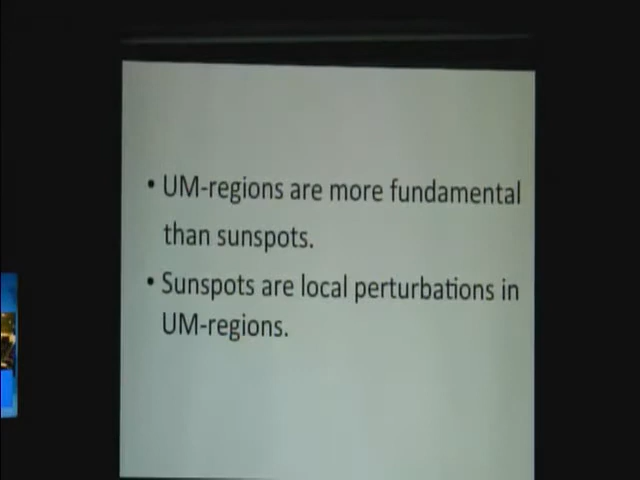 • UM-regions are more fundamental
than sunspots.
• Sunspots are local perturbations in
UM-regions.